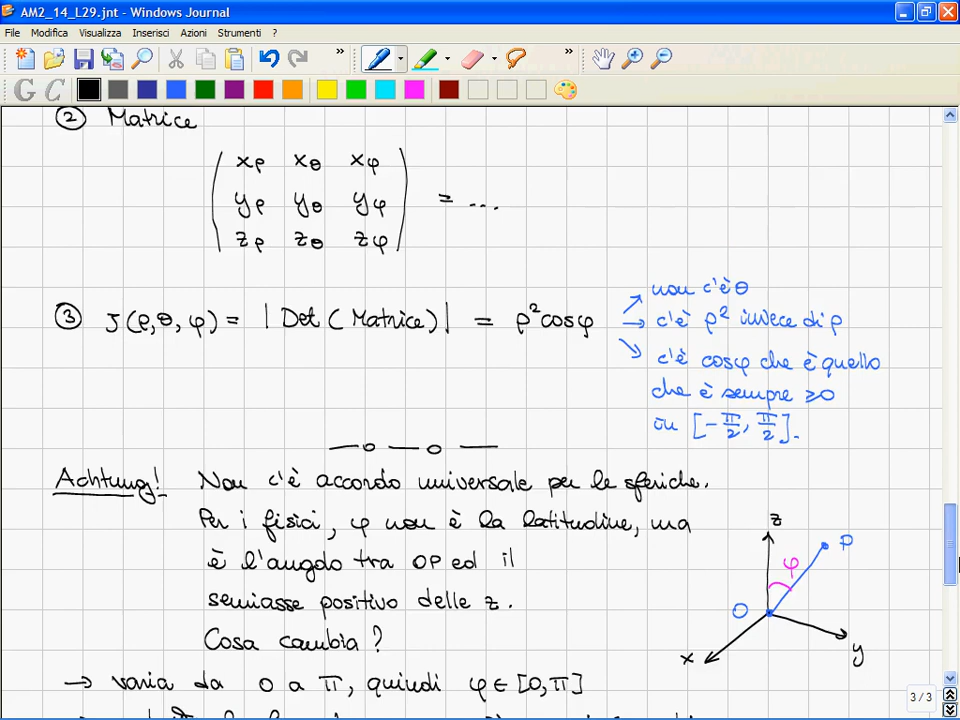 AM2_14_L29.jnt - Windows Journal
File Modifica Visualizza Inserisci Azioni Strumenti ?
② Matrice
xρ xθ xφ
yρ yθ yφ = ...
zρ zθ zφ
③ J(ρ,θ,φ) = |Det(Matrice)| = ρ²cosφ
non c'è θ
c'è ρ² invece di ρ
c'è cosφ che è quello
che è sempre ≥0
in [-π/2, π/2].
Achtung! Non c'è accordo universale per le sferiche.
Per i fisici, φ non è la latitudine, ma
è l'angolo tra OP ed il
semiasse positivo delle z.
Cosa cambia?
→ varia da 0 a π, quindi φ∈[0,π]
z
P
φ
O
x
y
3/3